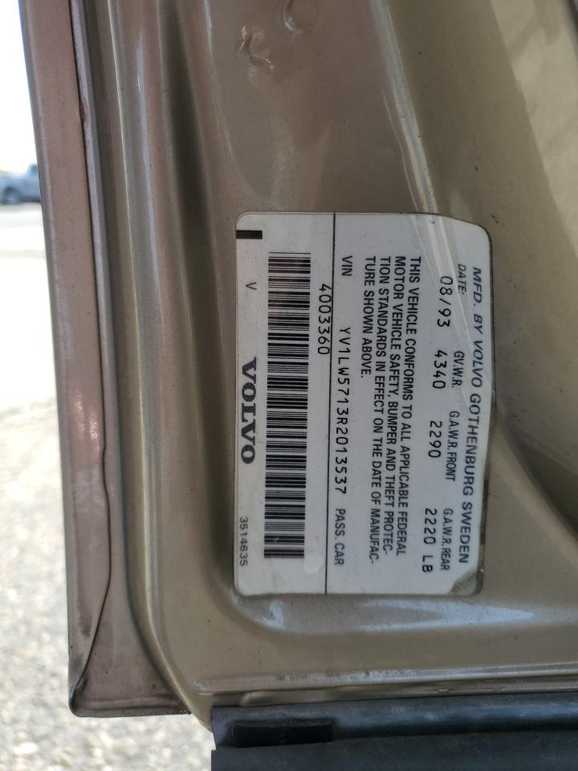 MFD. BY VOLVO GOTHENBURG SWEDEN
DATE: G.V.W.R. G.A.W.R. FRONT G.A.W.R. REAR
08/93 4340 2290 2220 LB
THIS VEHICLE CONFORMS TO ALL APPLICABLE FEDERAL
MOTOR VEHICLE SAFETY, BUMPER AND THEFT PROTEC-
TION STANDARDS IN EFFECT ON THE DATE OF MANUFAC-
TURE SHOWN ABOVE.
VIN YV1LW5713R2013537 PASS. CAR
4003360
V VOLVO 3514635